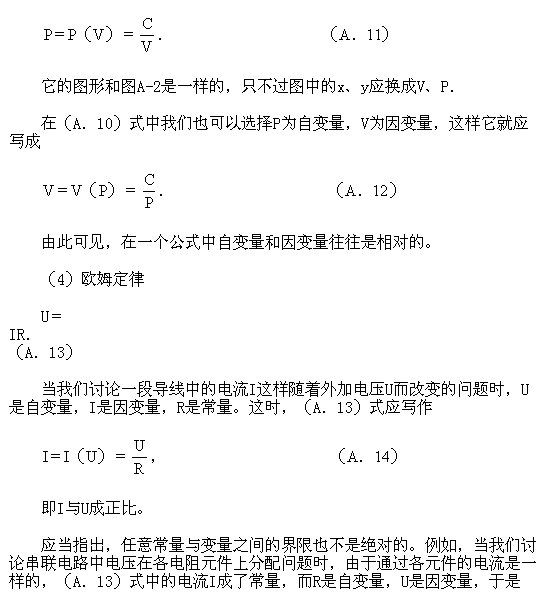 P＝P（V）＝C/V.　（A．11）
它的图形和图A-2是一样的，只不过图中的x、y应换成V、P.
在（A．10）式中我们也可以选择P为自变量，V为因变量，这样它就应
写成
V＝V（P）＝C/P.　（A．12）
由此可见，在一个公式中自变量和因变量往往是相对的。
（4）欧姆定律
U＝
IR.
（A．13）
当我们讨论一段导线中的电流I这样随着外加电压U而改变的问题时，U
是自变量，I是因变量，R是常量。这时，（A．13）式应写作
I＝I（U）＝U/R，　（A．14）
即I与U成正比。
应当指出，任意常量与变量之间的界限也不是绝对的。例如，当我们讨
论串联电路中电压在各电阻元件上分配问题时，由于通过各元件的电流是一
样的，（A．13）式中的电流I成了常量，而R是自变量，U是因变量，于是